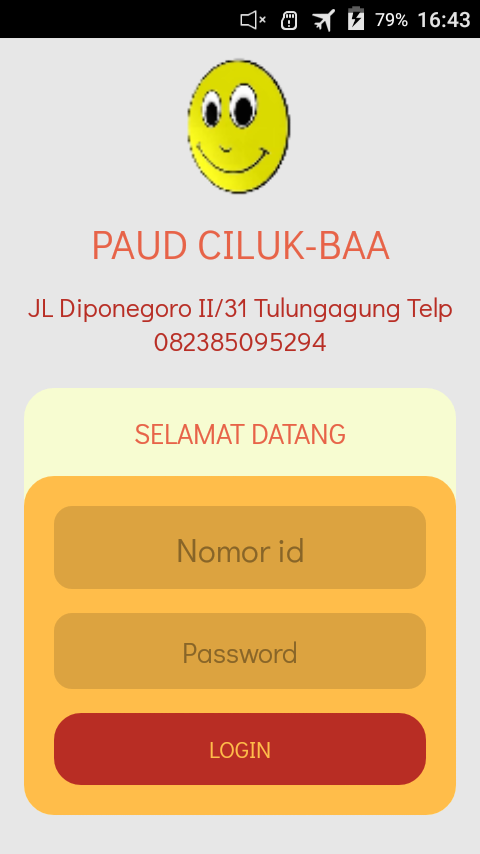 79% 16:43
PAUD CILUK-BAA
JL Diponegoro II/31 Tulungagung Telp
082385095294
SELAMAT DATANG
Nomor id
Password
LOGIN